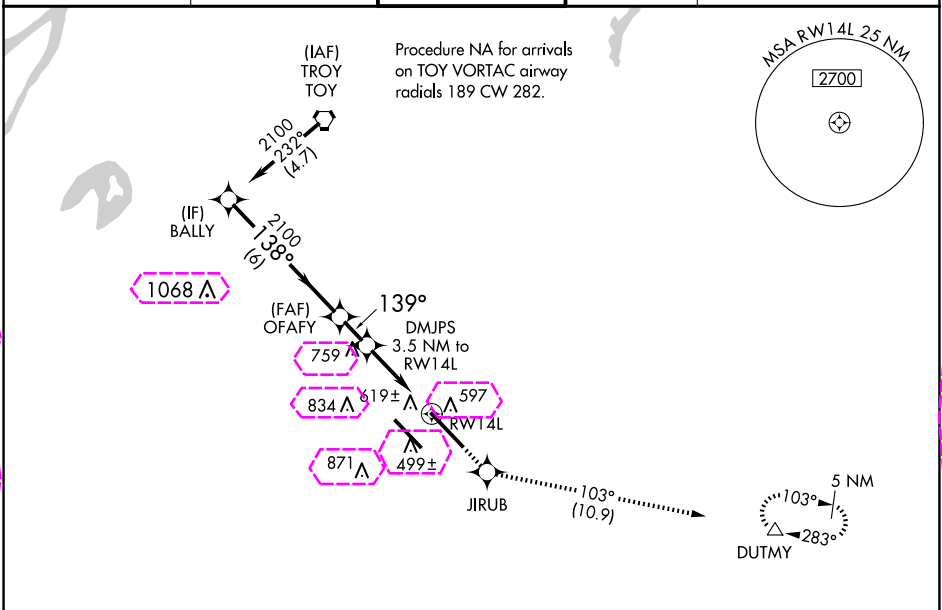 (IAF)
TROY
TOY
Procedure NA for arrivals
on TOY VORTAC airway
radials 189 CW 282.
MSA RW14L 25 NM
2700
2100
232°
(4.7)
(IF)
BALLY
2100
138°
(6)
1068
(FAF)
OFAFY
139°
DMJPS
3.5 NM to
RW14L
759
834
619±
597
RW14L
871
499±
JIRUB
103°
(10.9)
5 NM
103°
283°
DUTMY